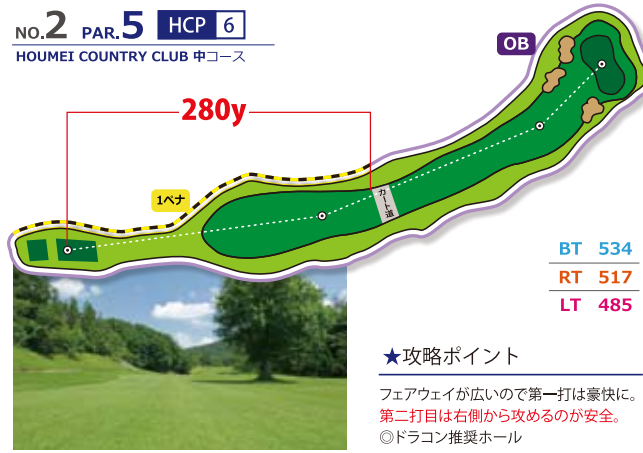 NO.2 PAR.5 HCP 6
HOUMEI COUNTRY CLUB 中コース
OB
280y
1ペナ
カート道
BT 534
RT 517
LT 485
★攻略ポイント
フェアウェイが広いので第一打は豪快に。
第二打目は右側から攻めるのが安全。
◎ドラコン推奨ホール